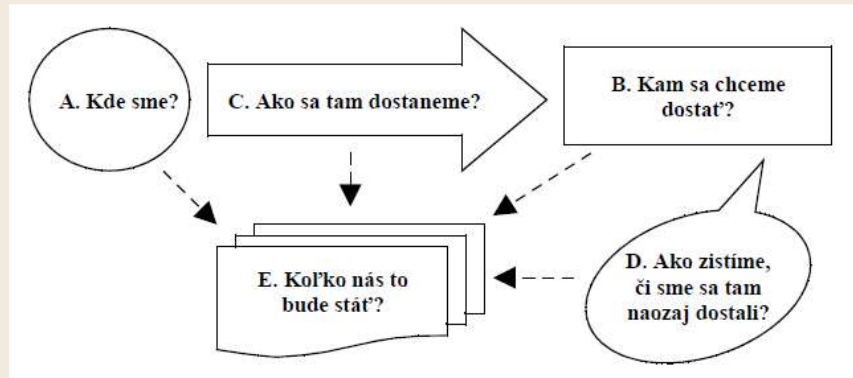 A. Kde sme?
C. Ako sa tam dostaneme?
B. Kam sa chceme
dostať?
E. Koľko nás to
bude stáť?
D. Ako zistíme,
či sme sa tam
naozaj dostali?